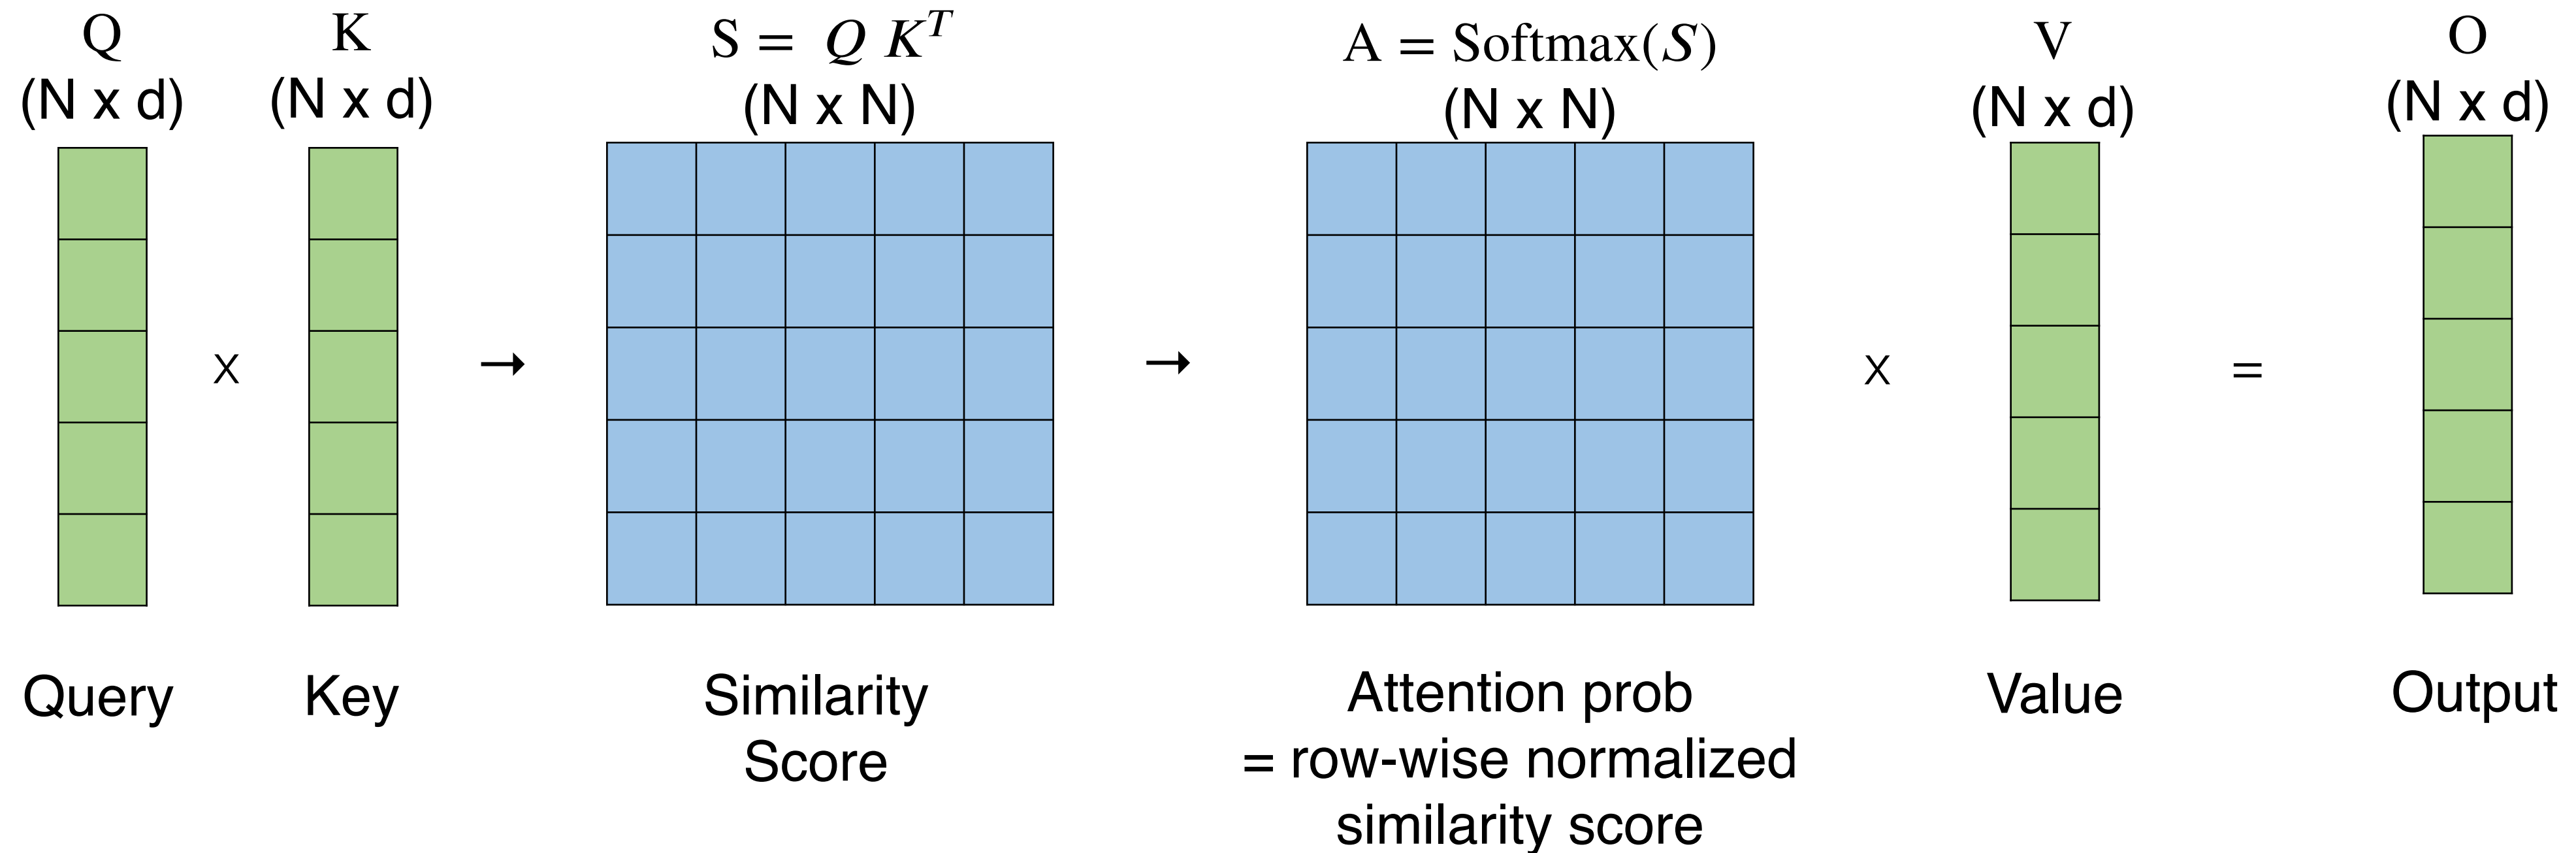 Q
(N x d)
K
(N x d)
S = Q K^T
(N x N)
A = Softmax(S)
(N x N)
V
(N x d)
O
(N x d)
x
→
→
x
=
Query
Key
Similarity
Score
Attention prob
= row-wise normalized
similarity score
Value
Output